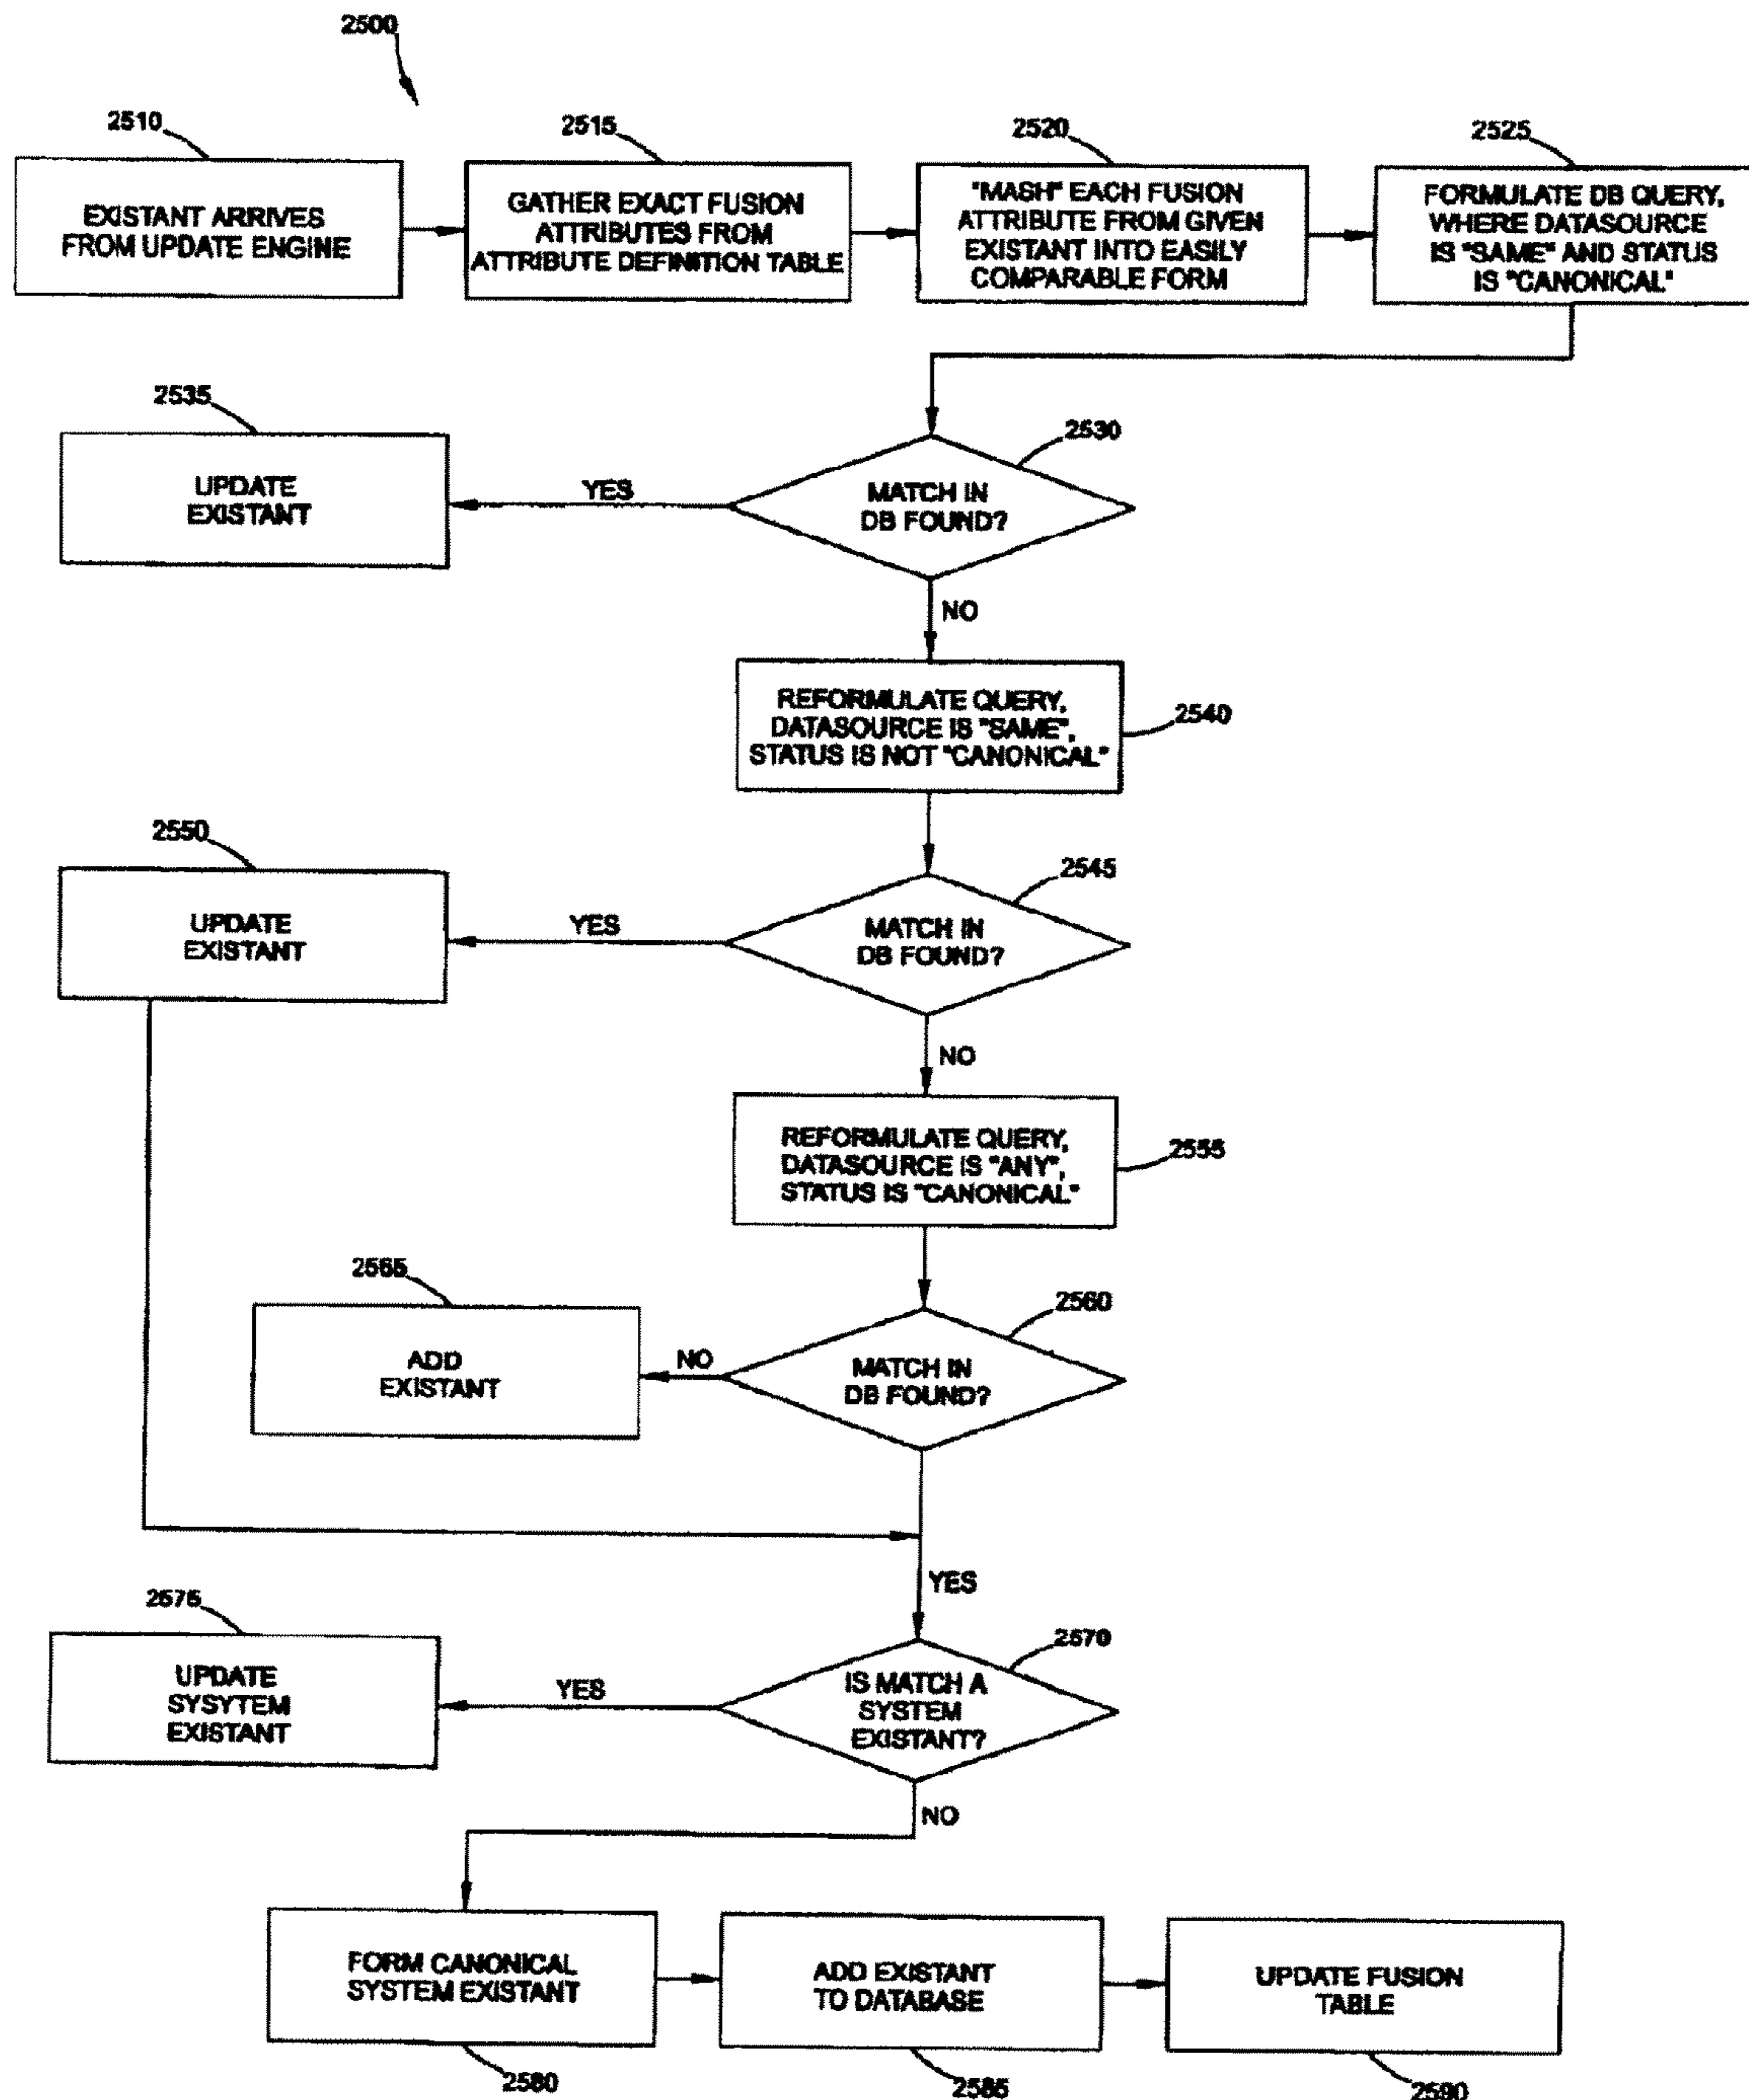 2500
2510
EXISTANT ARRIVES
FROM UPDATE ENGINE
2515
GATHER EXACT FUSION
ATTRIBUTES FROM
ATTRIBUTE DEFINITION TABLE
2520
"MASH" EACH FUSION
ATTRIBUTE FROM GIVEN
EXISTANT INTO EASILY
COMPARABLE FORM
2525
FORMULATE DB QUERY,
WHERE DATASOURCE
IS "SAME" AND STATUS
IS "CANONICAL"
2530
MATCH IN
DB FOUND?
YES
2535
UPDATE
EXISTANT
NO
REFORMULATE QUERY,
DATASOURCE IS "SAME",
STATUS IS NOT "CANONICAL"
2540
2545
MATCH IN
DB FOUND?
YES
2550
UPDATE
EXISTANT
NO
REFORMULATE QUERY,
DATASOURCE IS "ANY",
STATUS IS "CANONICAL"
2555
2560
MATCH IN
DB FOUND?
NO
2565
ADD
EXISTANT
YES
2570
IS MATCH A
SYSTEM
EXISTANT?
YES
2575
UPDATE
SYSYTEM
EXISTANT
NO
FORM CANONICAL
SYSTEM EXISTANT
2580
ADD EXISTANT
TO DATABASE
2585
UPDATE FUSION
TABLE
2590